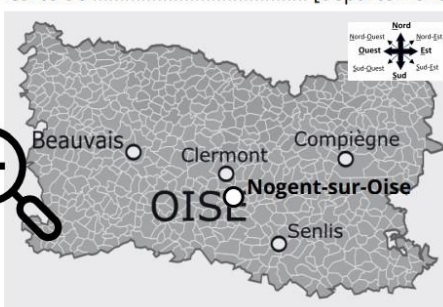 Nord
Nord-Ouest
Nord-Est
Ouest
Est
Sud-Ouest
Sud-Est
Sud
Beauvais
Compiègne
Clermont
Nogent-sur-Oise
OISE
Senlis